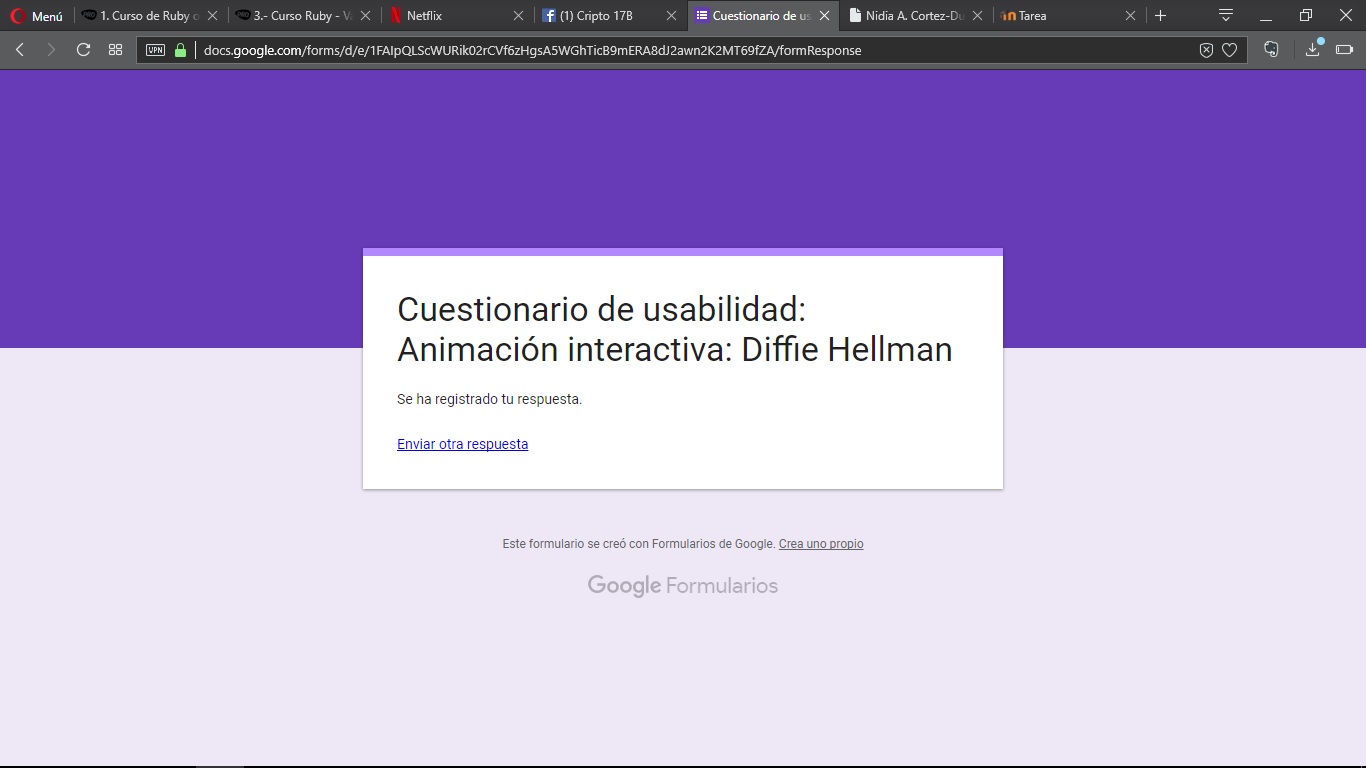 Menú
1. Curso de Ruby
3.- Curso Ruby -
Netflix
(1) Cripto 17B
Cuestionario de us
Nidia A. Cortez-Du
Tarea
VPN
docs.google.com/forms/d/e/1FAIpQLScWURik02rCVf6zHgsA5WGhTicB9mERA8dJ2awn2K2MT69fZA/formResponse
Cuestionario de usabilidad:
Animación interactiva: Diffie Hellman
Se ha registrado tu respuesta.
Enviar otra respuesta
Este formulario se creó con Formularios de Google. Crea uno propio
Google Formularios